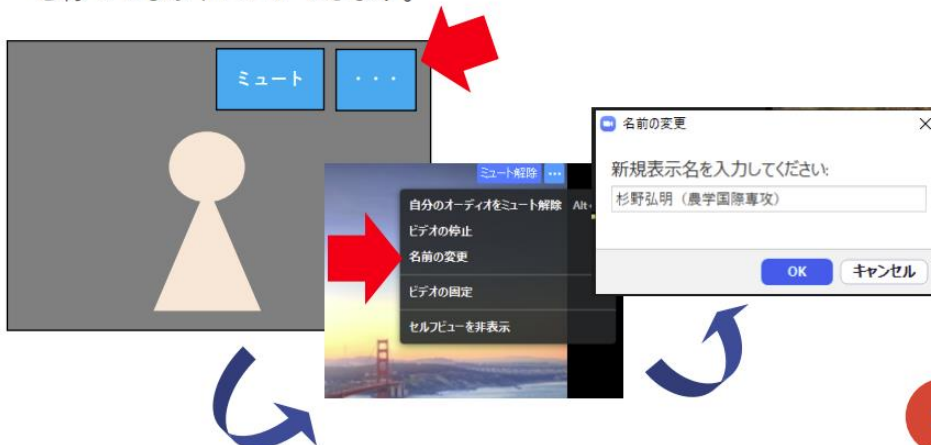 ミュート
・・・
ミュート解除 ...
自分のオーディオをミュート解除 Alt+
ビデオの停止
名前の変更
ビデオの固定
セルフビューを非表示
名前の変更
新規表示名を入力してください:
杉野弘明（農学国際専攻）
OK キャンセル